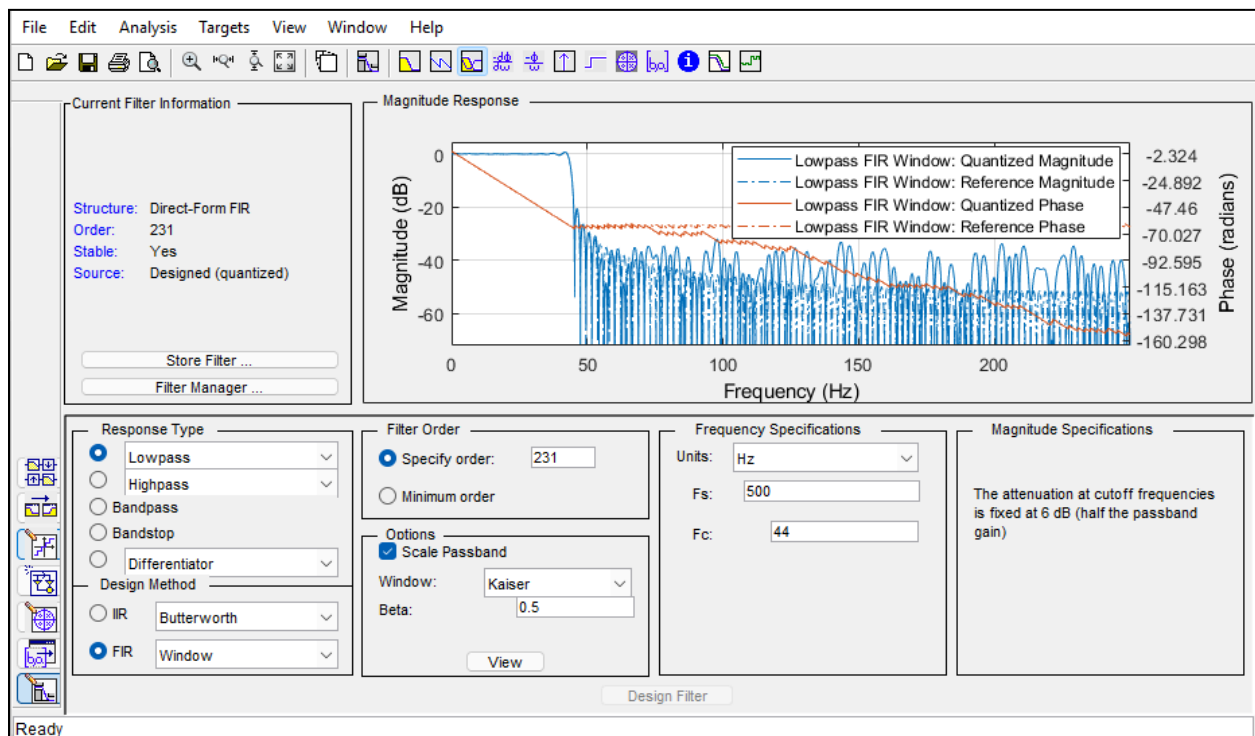 File Edit Analysis Targets View Window Help
Current Filter Information
Structure: Direct-Form FIR
Order: 231
Stable: Yes
Source: Designed (quantized)
Store Filter ...
Filter Manager ...
Magnitude Response
Magnitude (dB)
0
-20
-40
-60
Lowpass FIR Window: Quantized Magnitude
Lowpass FIR Window: Reference Magnitude
Lowpass FIR Window: Quantized Phase
Lowpass FIR Window: Reference Phase
-2.324
-24.892
-47.46
-70.027
-92.595
-115.163
-137.731
-160.298
Phase (radians)
0 50 100 150 200
Frequency (Hz)
Response Type
Lowpass
Highpass
Bandpass
Bandstop
Differentiator
Design Method
IIR Butterworth
FIR Window
Filter Order
Specify order: 231
Minimum order
Options
Scale Passband
Window: Kaiser
Beta: 0.5
View
Frequency Specifications
Units: Hz
Fs: 500
Fc: 44
Magnitude Specifications
The attenuation at cutoff frequencies
is fixed at 6 dB (half the passband
gain)
Design Filter
Ready